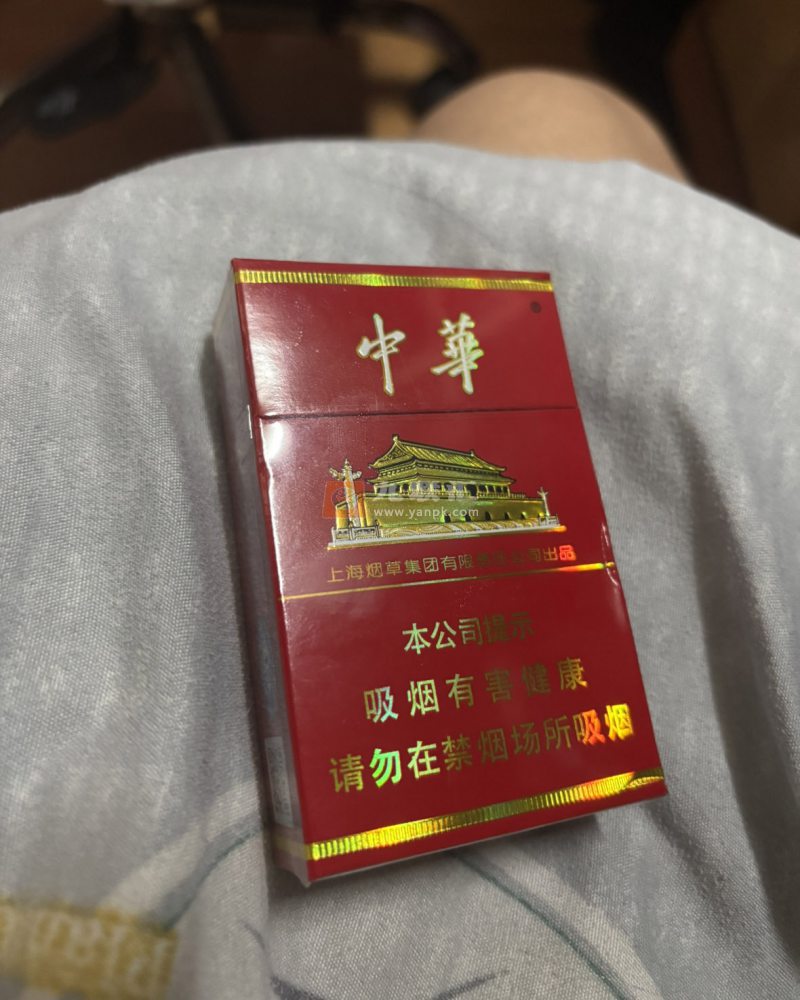 中華
®
www.yanpk.com
上海烟草集团有限责任公司出品
本公司提示
吸烟有害健康
请勿在禁烟场所吸烟